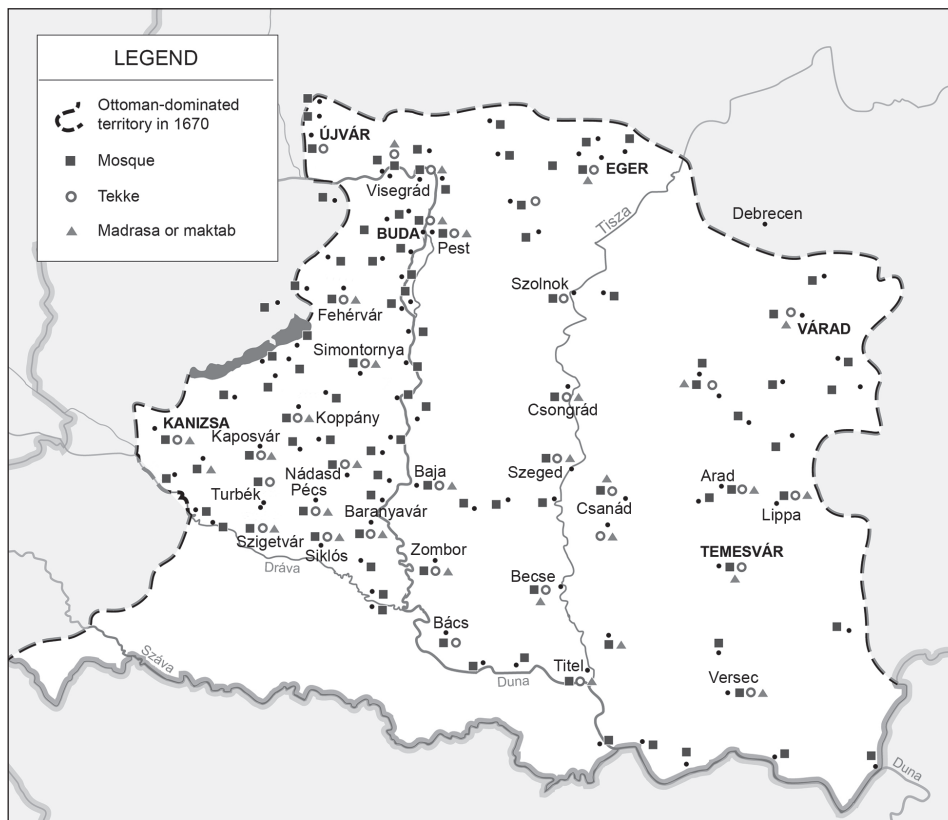 LEGEND
Ottoman-dominated
territory in 1670
Mosque
Tekke
Madrasa or maktab
ÚJVÁR
Visegrád
EGER
BUDA
Pest
Tisza
Debrecen
Szolnok
Fehérvár
VÁRAD
Simontornya
Csongrád
KANIZSA
Koppány
Kaposvár
Szeged
Nádasd
Baja
Arad
Turbék
Pécs
Csanád
Lippa
Baranyavár
Szigetvár
Siklós
Zombor
TEMESVÁR
Dráva
Becse
Bács
Száva
Titel
Duna
Versec
Duna